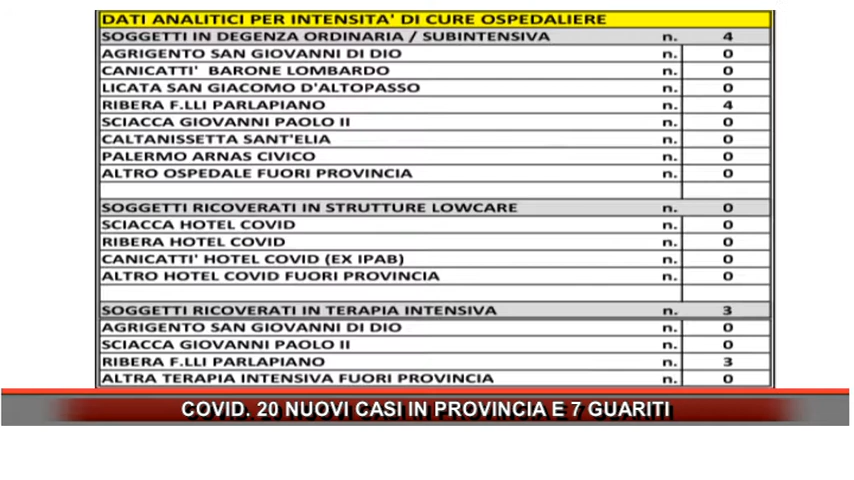 DATI ANALITICI PER INTENSITA' DI CURE OSPEDALIERE
SOGGETTI IN DEGENZA ORDINARIA / SUBINTENSIVA n. 4
AGRIGENTO SAN GIOVANNI DI DIO n. 0
CANICATTI' BARONE LOMBARDO n. 0
LICATA SAN GIACOMO D'ALTOPASSO n. 0
RIBERA F.LLI PARLAPIANO n. 4
SCIACCA GIOVANNI PAOLO II n. 0
CALTANISSETTA SANT'ELIA n. 0
PALERMO ARNAS CIVICO n. 0
ALTRO OSPEDALE FUORI PROVINCIA n. 0
SOGGETTI RICOVERATI IN STRUTTURE LOWCARE n. 0
SCIACCA HOTEL COVID n. 0
RIBERA HOTEL COVID n. 0
CANICATTI' HOTEL COVID (EX IPAB) n. 0
ALTRO HOTEL COVID FUORI PROVINCIA n. 0
SOGGETTI RICOVERATI IN TERAPIA INTENSIVA n. 3
AGRIGENTO SAN GIOVANNI DI DIO n. 0
SCIACCA GIOVANNI PAOLO II n. 0
RIBERA F.LLI PARLAPIANO n. 3
ALTRA TERAPIA INTENSIVA FUORI PROVINCIA n. 0
COVID. 20 NUOVI CASI IN PROVINCIA E 7 GUARITI